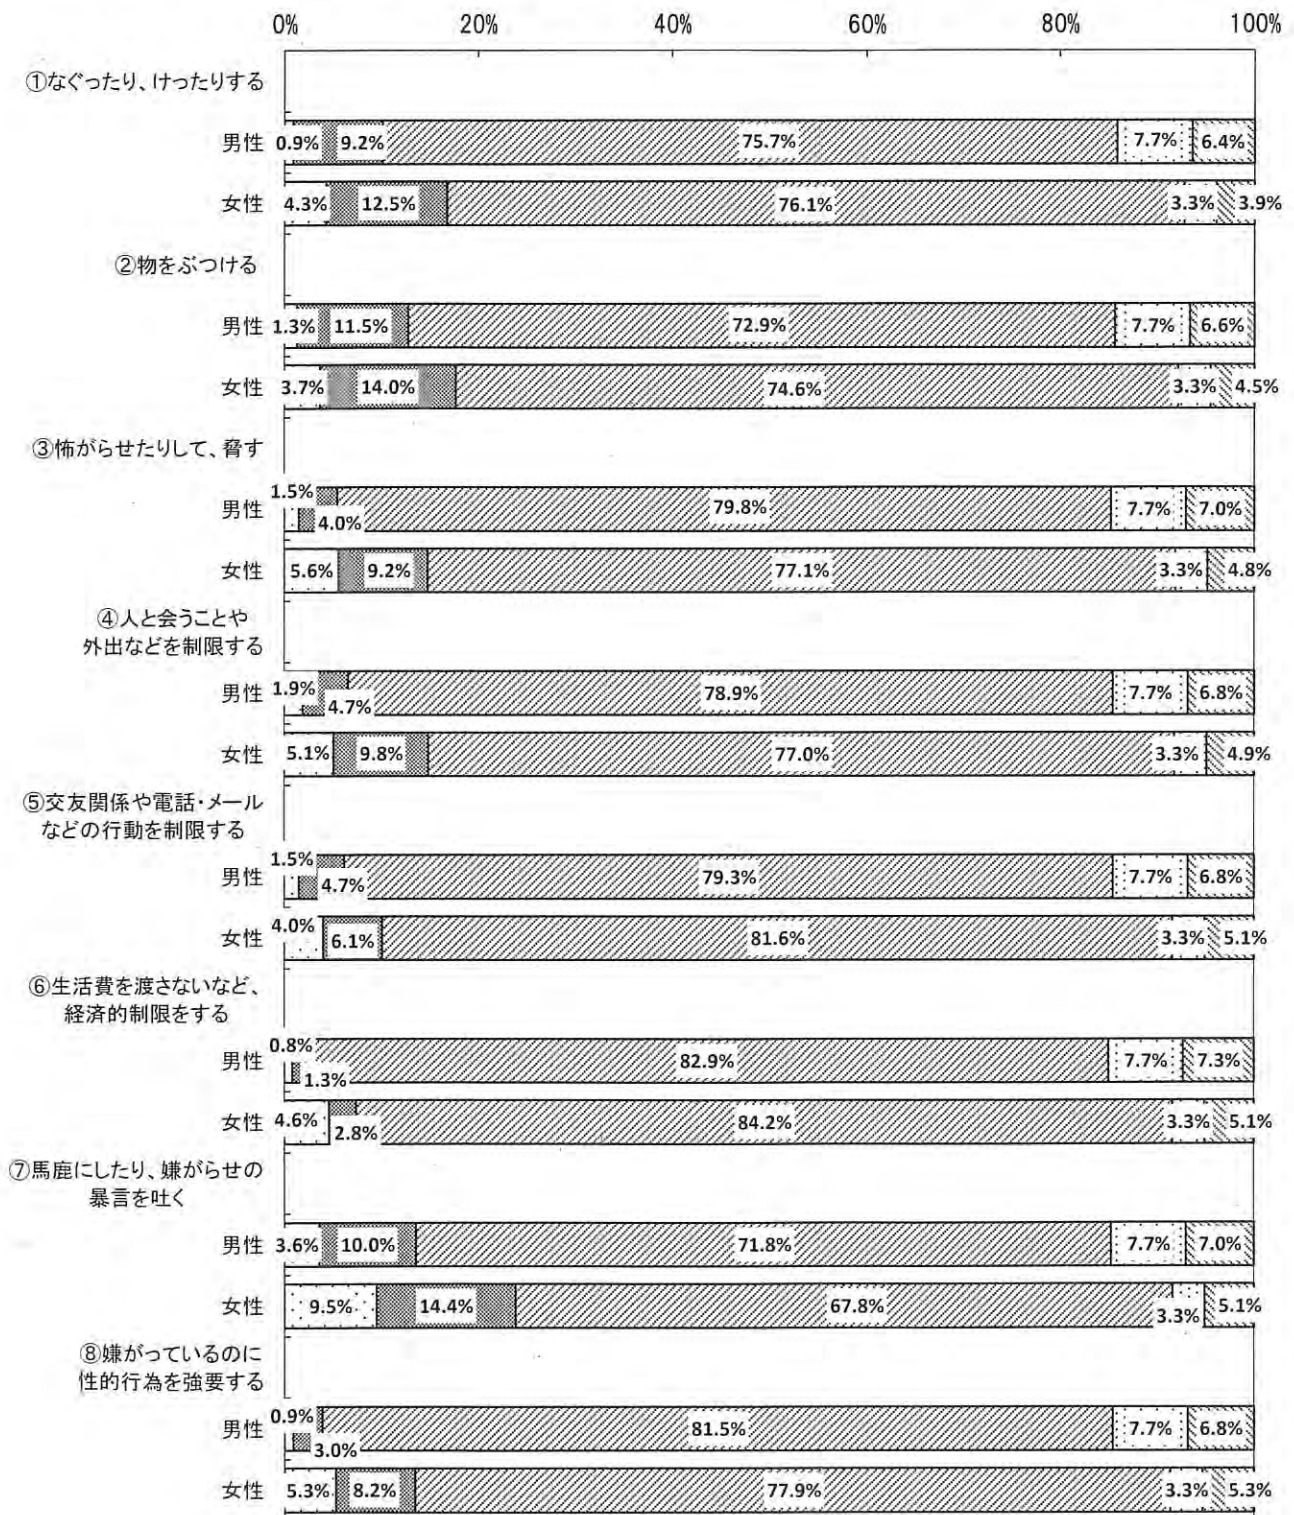 0% 20% 40% 60% 80% 100%
①なぐったり、けったりする
男性 0.9% 9.2% 75.7% 7.7% 6.4%
女性 4.3% 12.5% 76.1% 3.3% 3.9%
②物をぶつける
男性 1.3% 11.5% 72.9% 7.7% 6.6%
女性 3.7% 14.0% 74.6% 3.3% 4.5%
③怖がらせたりして、脅す
男性 1.5% 4.0% 79.8% 7.7% 7.0%
女性 5.6% 9.2% 77.1% 3.3% 4.8%
④人と会うことや
外出などを制限する
男性 1.9% 4.7% 78.9% 7.7% 6.8%
女性 5.1% 9.8% 77.0% 3.3% 4.9%
⑤交友関係や電話・メール
などの行動を制限する
男性 1.5% 4.7% 79.3% 7.7% 6.8%
女性 4.0% 6.1% 81.6% 3.3% 5.1%
⑥生活費を渡さないなど、
経済的制限をする
男性 0.8% 1.3% 82.9% 7.7% 7.3%
女性 4.6% 2.8% 84.2% 3.3% 5.1%
⑦馬鹿にしたり、嫌がらせの
暴言を吐く
男性 3.6% 10.0% 71.8% 7.7% 7.0%
女性 9.5% 14.4% 67.8% 3.3% 5.1%
⑧嫌がっているのに
性的行為を強要する
男性 0.9% 3.0% 81.5% 7.7% 6.8%
女性 5.3% 8.2% 77.9% 3.3% 5.3%